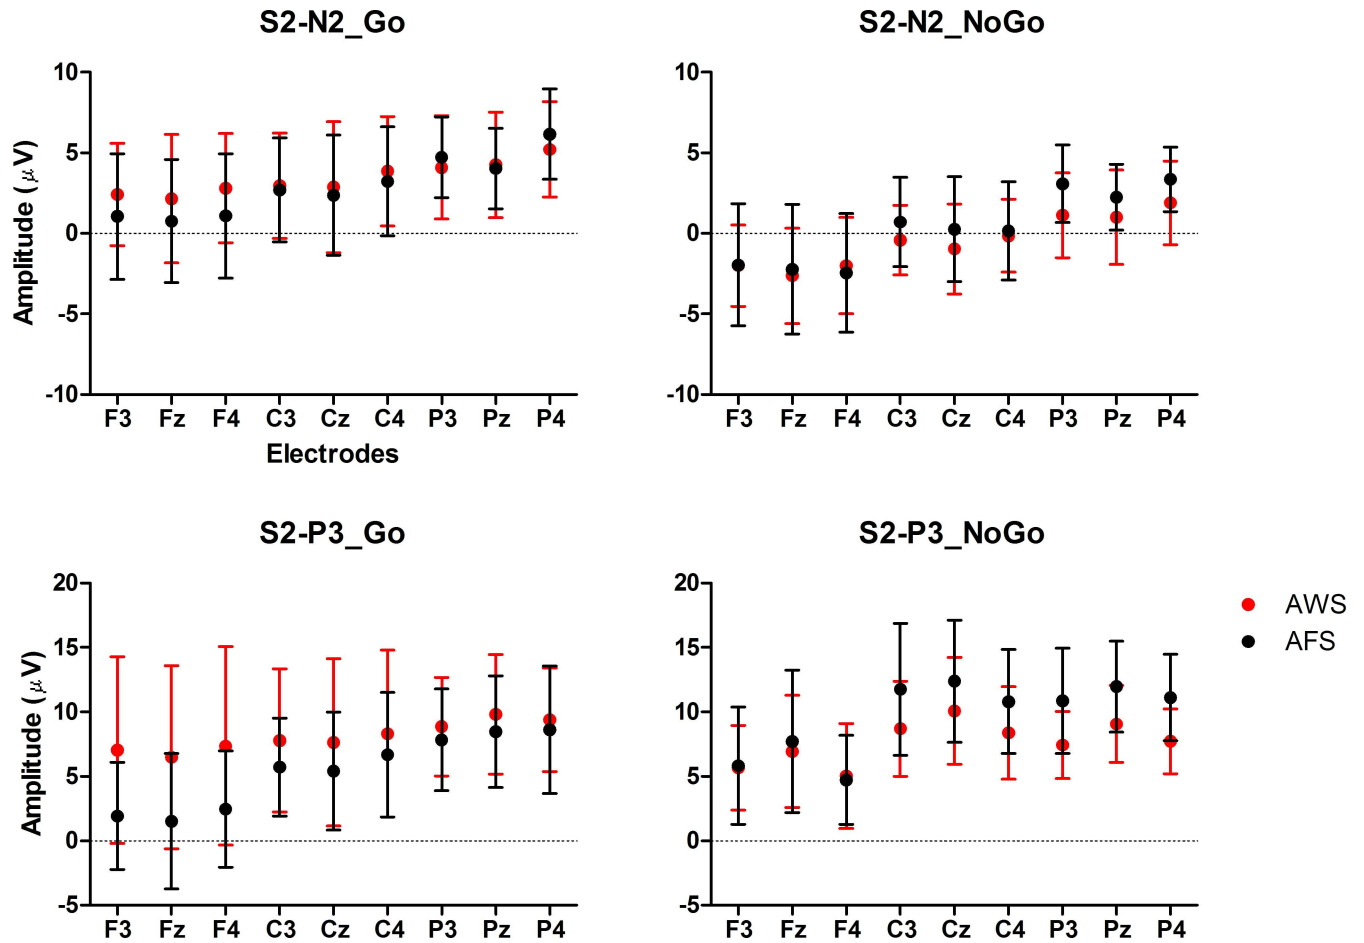 S2-N2_Go
S2-N2_NoGo
Amplitude (μV)
10
5
0
-5
-10
F3 Fz F4 C3 Cz C4 P3 Pz P4
Electrodes
10
5
0
-5
-10
F3 Fz F4 C3 Cz C4 P3 Pz P4
S2-P3_Go
S2-P3_NoGo
Amplitude (μV)
20
15
10
5
0
-5
F3 Fz F4 C3 Cz C4 P3 Pz P4
20
15
10
5
0
-5
F3 Fz F4 C3 Cz C4 P3 Pz P4
AWS
AFS